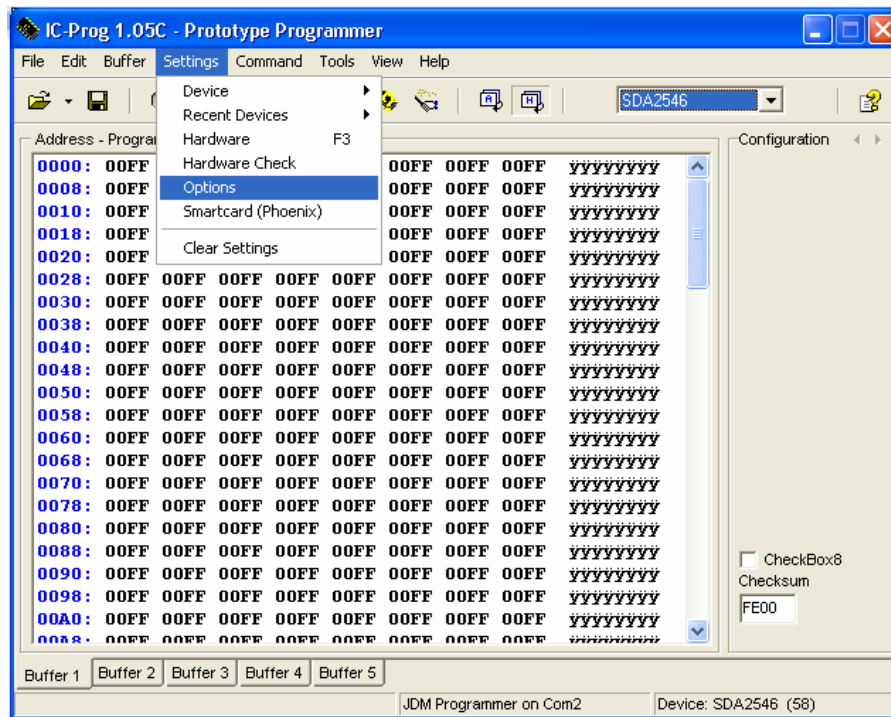 IC-Prog 1.05C - Prototype Programmer
File Edit Buffer Settings Command Tools View Help
SDA2546
Device
Recent Devices
Hardware F3
Hardware Check
Options
Smartcard (Phoenix)
Clear Settings
Address - Progra
Configuration
0000: 00FF 00FF 00FF 00FF ÿÿÿÿÿÿÿÿ
0008: 00FF 00FF 00FF 00FF ÿÿÿÿÿÿÿÿ
0010: 00FF 00FF 00FF 00FF ÿÿÿÿÿÿÿÿ
0018: 00FF 00FF 00FF 00FF ÿÿÿÿÿÿÿÿ
0020: 00FF 00FF 00FF 00FF ÿÿÿÿÿÿÿÿ
0028: 00FF 00FF 00FF 00FF 00FF 00FF 00FF 00FF ÿÿÿÿÿÿÿÿ
0030: 00FF 00FF 00FF 00FF 00FF 00FF 00FF 00FF ÿÿÿÿÿÿÿÿ
0038: 00FF 00FF 00FF 00FF 00FF 00FF 00FF 00FF ÿÿÿÿÿÿÿÿ
0040: 00FF 00FF 00FF 00FF 00FF 00FF 00FF 00FF ÿÿÿÿÿÿÿÿ
0048: 00FF 00FF 00FF 00FF 00FF 00FF 00FF 00FF ÿÿÿÿÿÿÿÿ
0050: 00FF 00FF 00FF 00FF 00FF 00FF 00FF 00FF ÿÿÿÿÿÿÿÿ
0058: 00FF 00FF 00FF 00FF 00FF 00FF 00FF 00FF ÿÿÿÿÿÿÿÿ
0060: 00FF 00FF 00FF 00FF 00FF 00FF 00FF 00FF ÿÿÿÿÿÿÿÿ
0068: 00FF 00FF 00FF 00FF 00FF 00FF 00FF 00FF ÿÿÿÿÿÿÿÿ
0070: 00FF 00FF 00FF 00FF 00FF 00FF 00FF 00FF ÿÿÿÿÿÿÿÿ
0078: 00FF 00FF 00FF 00FF 00FF 00FF 00FF 00FF ÿÿÿÿÿÿÿÿ
0080: 00FF 00FF 00FF 00FF 00FF 00FF 00FF 00FF ÿÿÿÿÿÿÿÿ
0088: 00FF 00FF 00FF 00FF 00FF 00FF 00FF 00FF ÿÿÿÿÿÿÿÿ
0090: 00FF 00FF 00FF 00FF 00FF 00FF 00FF 00FF ÿÿÿÿÿÿÿÿ
0098: 00FF 00FF 00FF 00FF 00FF 00FF 00FF 00FF ÿÿÿÿÿÿÿÿ
00A0: 00FF 00FF 00FF 00FF 00FF 00FF 00FF 00FF ÿÿÿÿÿÿÿÿ
00A8: 00FF 00FF 00FF 00FF 00FF 00FF 00FF 00FF ÿÿÿÿÿÿÿÿ
CheckBox8
Checksum
FE00
Buffer 1 Buffer 2 Buffer 3 Buffer 4 Buffer 5
JDM Programmer on Com2 Device: SDA2546 (58)